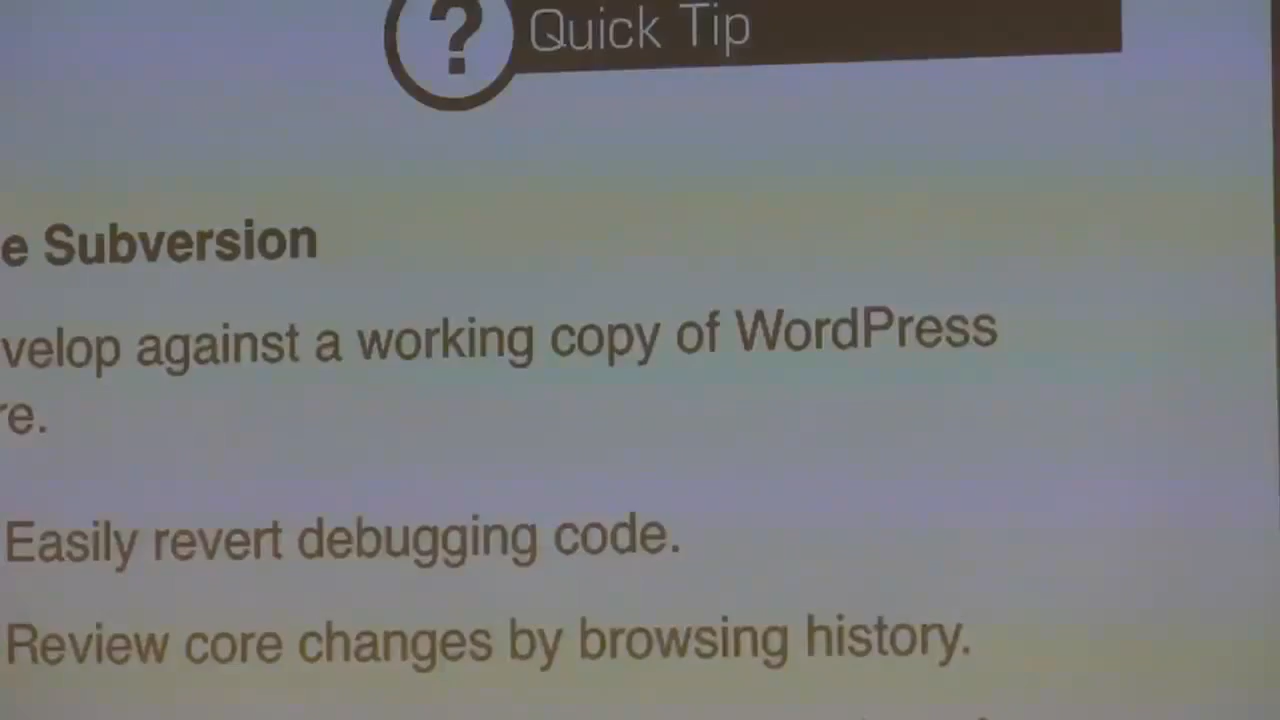 ? Quick Tip
e Subversion
velop against a working copy of WordPress
re.
Easily revert debugging code.
Review core changes by browsing history.